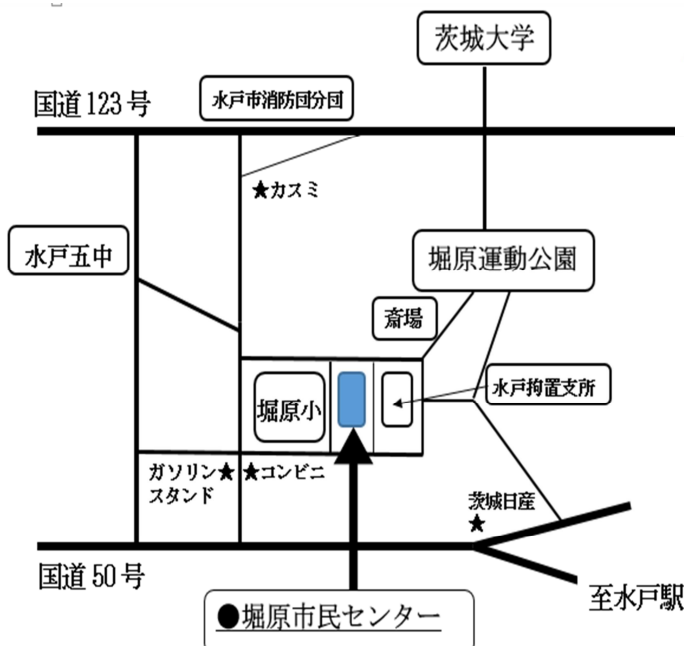 茨城大学
国道123号
水戸市消防団分団
★カスミ
水戸五中
堀原運動公園
斎場
堀原小
水戸拘置支所
ガソリン★
スタンド
★コンビニ
茨城日産
★
国道50号
至水戸駅
●堀原市民センター